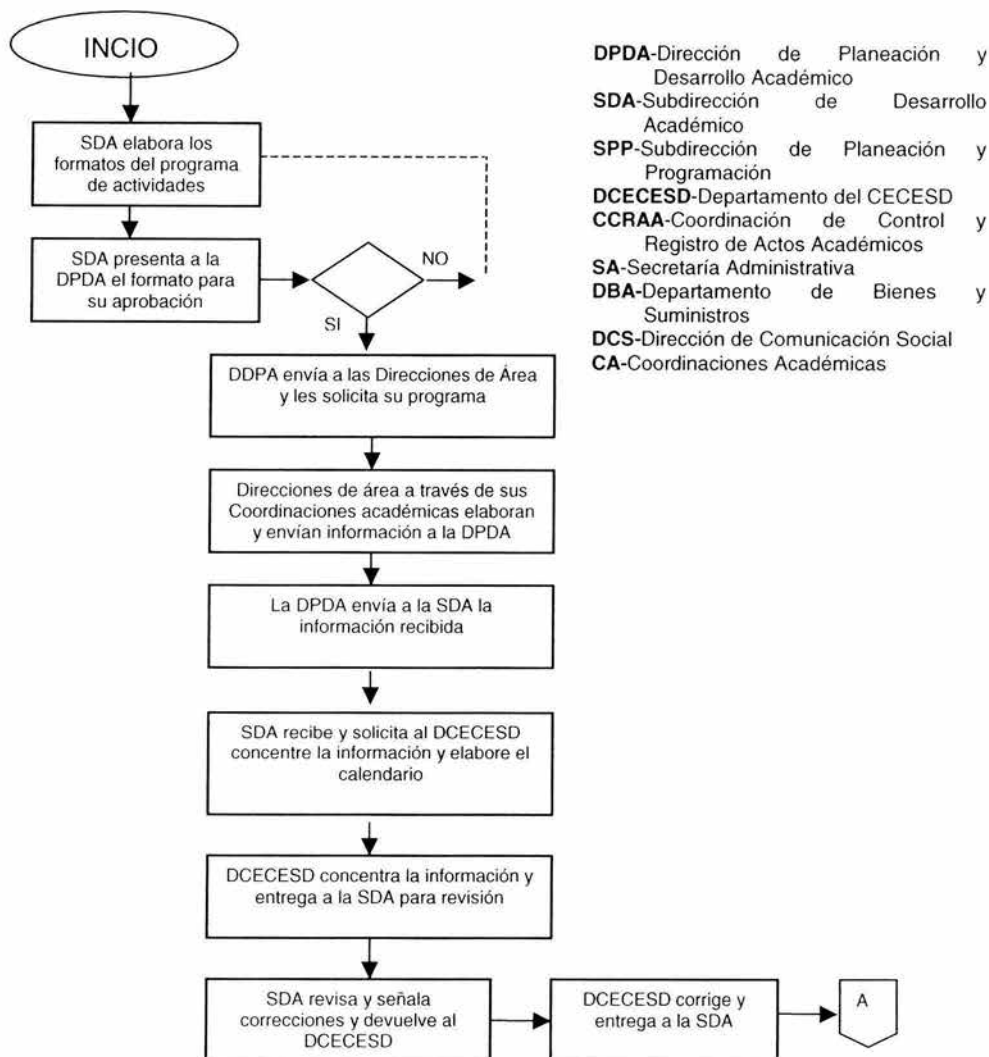 INCIO
SDA elabora los
formatos del programa
de actividades
SDA presenta a la
DPDA el formato para
su aprobación
NO
SI
DDPA envía a las Direcciones de Área
y les solicita su programa
Direcciones de área a través de sus
Coordinaciones académicas elaboran
y envían información a la DPDA
La DPDA envía a la SDA la
información recibida
SDA recibe y solicita al DCECESD
concentre la información y elabore el
calendario
DCECESD concentra la información y
entrega a la SDA para revisión
SDA revisa y señala
correcciones y devuelve al
DCECESD
DCECESD corrige y
entrega a la SDA
A
DPDA-Dirección de Planeación y
Desarrollo Académico
SDA-Subdirección de Desarrollo
Académico
SPP-Subdirección de Planeación y
Programación
DCECESD-Departamento del CECESD
CCRAA-Coordinación de Control y
Registro de Actos Académicos
SA-Secretaría Administrativa
DBA-Departamento de Bienes y
Suministros
DCS-Dirección de Comunicación Social
CA-Coordinaciones Académicas